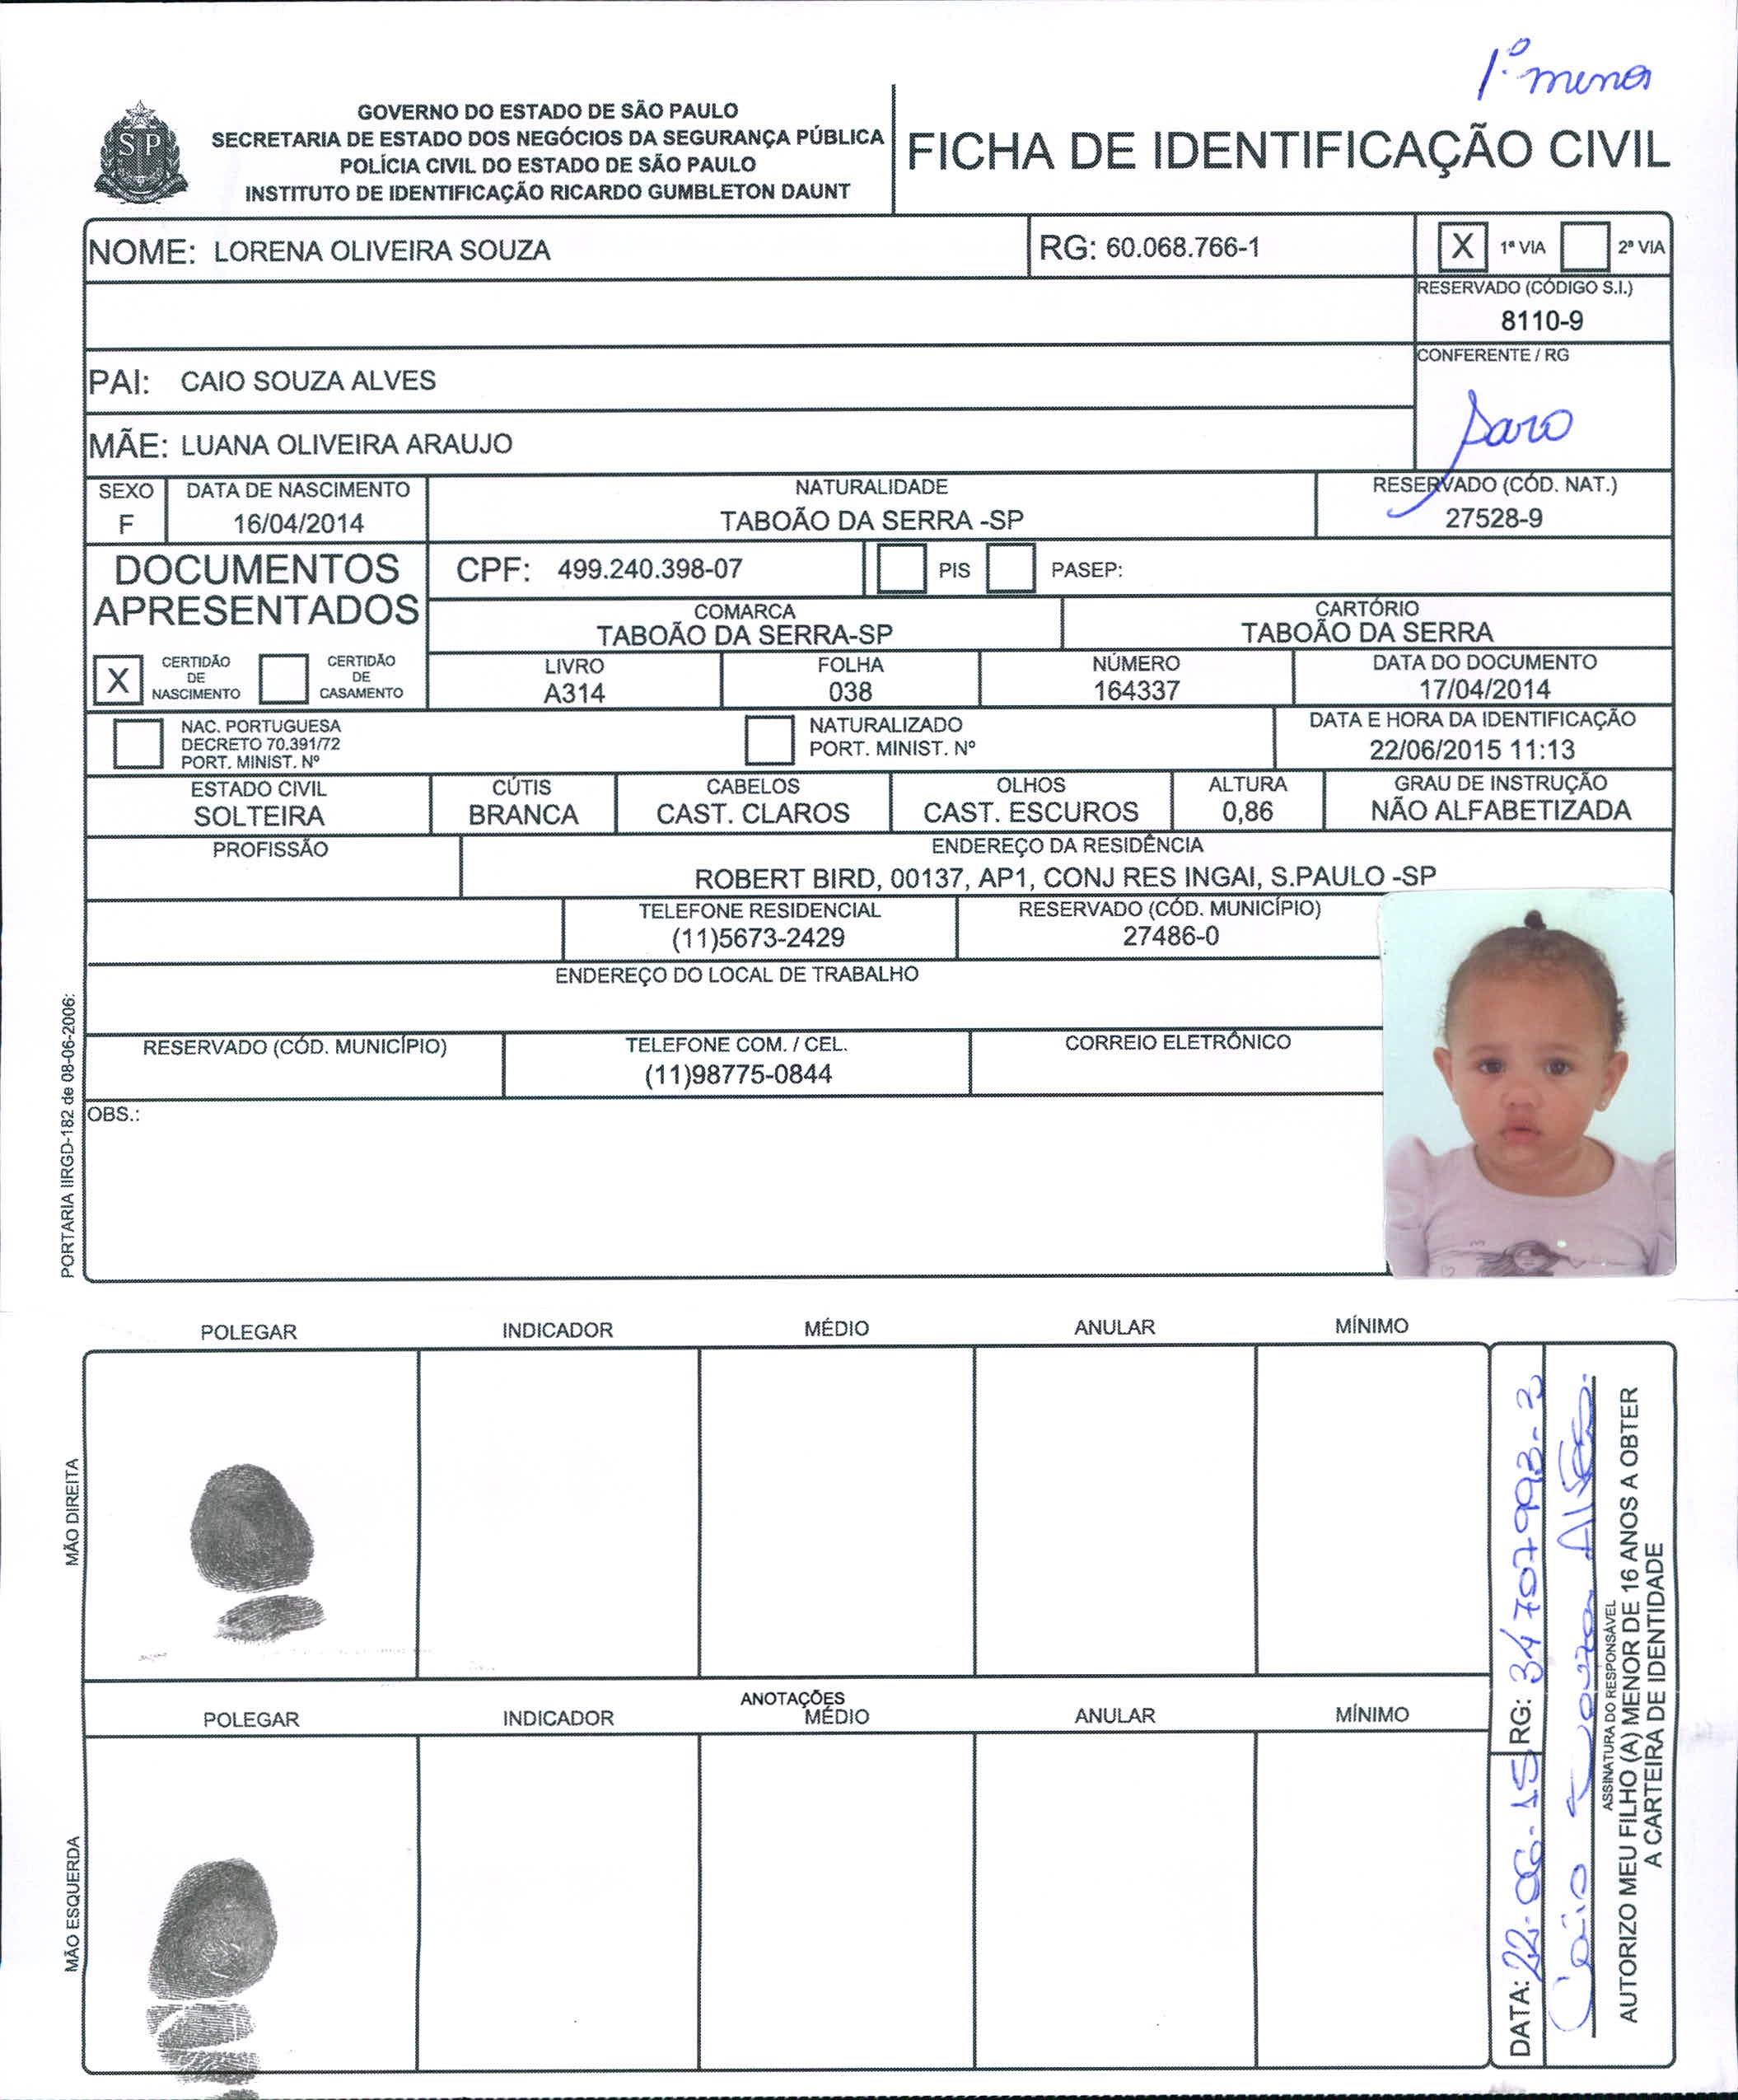 1º menor
GOVERNO DO ESTADO DE SÃO PAULO
SECRETARIA DE ESTADO DOS NEGÓCIOS DA SEGURANÇA PÚBLICA
POLÍCIA CIVIL DO ESTADO DE SÃO PAULO
INSTITUTO DE IDENTIFICAÇÃO RICARDO GUMBLETON DAUNT
SP
FICHA DE IDENTIFICAÇÃO CIVIL
NOME: LORENA OLIVEIRA SOUZA
RG: 60.068.766-1
X 1ª VIA 2ª VIA
RESERVADO (CÓDIGO S.I.)
8110-9
PAI: CAIO SOUZA ALVES
CONFERENTE / RG
MÃE: LUANA OLIVEIRA ARAUJO
SEXO
F
DATA DE NASCIMENTO
16/04/2014
NATURALIDADE
TABOÃO DA SERRA -SP
RESERVADO (CÓD. NAT.)
27528-9
DOCUMENTOS
APRESENTADOS
CPF: 499.240.398-07
PIS PASEP:
COMARCA
TABOÃO DA SERRA-SP
CARTÓRIO
TABOÃO DA SERRA
X CERTIDÃO DE NASCIMENTO
CERTIDÃO DE CASAMENTO
LIVRO
A314
FOLHA
038
NÚMERO
164337
DATA DO DOCUMENTO
17/04/2014
NAC. PORTUGUESA
DECRETO 70.391/72
PORT. MINIST. Nº
NATURALIZADO
PORT. MINIST. Nº
DATA E HORA DA IDENTIFICAÇÃO
22/06/2015 11:13
ESTADO CIVIL
SOLTEIRA
CÚTIS
BRANCA
CABELOS
CAST. CLAROS
OLHOS
CAST. ESCUROS
ALTURA
0,86
GRAU DE INSTRUÇÃO
NÃO ALFABETIZADA
PROFISSÃO
ENDEREÇO DA RESIDÊNCIA
ROBERT BIRD, 00137, AP1, CONJ RES INGAI, S.PAULO -SP
TELEFONE RESIDENCIAL
(11)5673-2429
RESERVADO (CÓD. MUNICÍPIO)
27486-0
ENDEREÇO DO LOCAL DE TRABALHO
RESERVADO (CÓD. MUNICÍPIO)
TELEFONE COM. / CEL.
(11)98775-0844
CORREIO ELETRÔNICO
OBS.:
PORTARIA IIRGD-182 de 08-06-2006:
POLEGAR INDICADOR MÉDIO ANULAR MÍNIMO
MÃO DIREITA
ANOTAÇÕES
POLEGAR INDICADOR MÉDIO ANULAR MÍNIMO
MÃO ESQUERDA
DATA: 22-06-15 RG: 34707993-2
Caio Souza Alves
ASSINATURA DO RESPONSÁVEL
AUTORIZO MEU FILHO (A) MENOR DE 16 ANOS A OBTER
A CARTEIRA DE IDENTIDADE